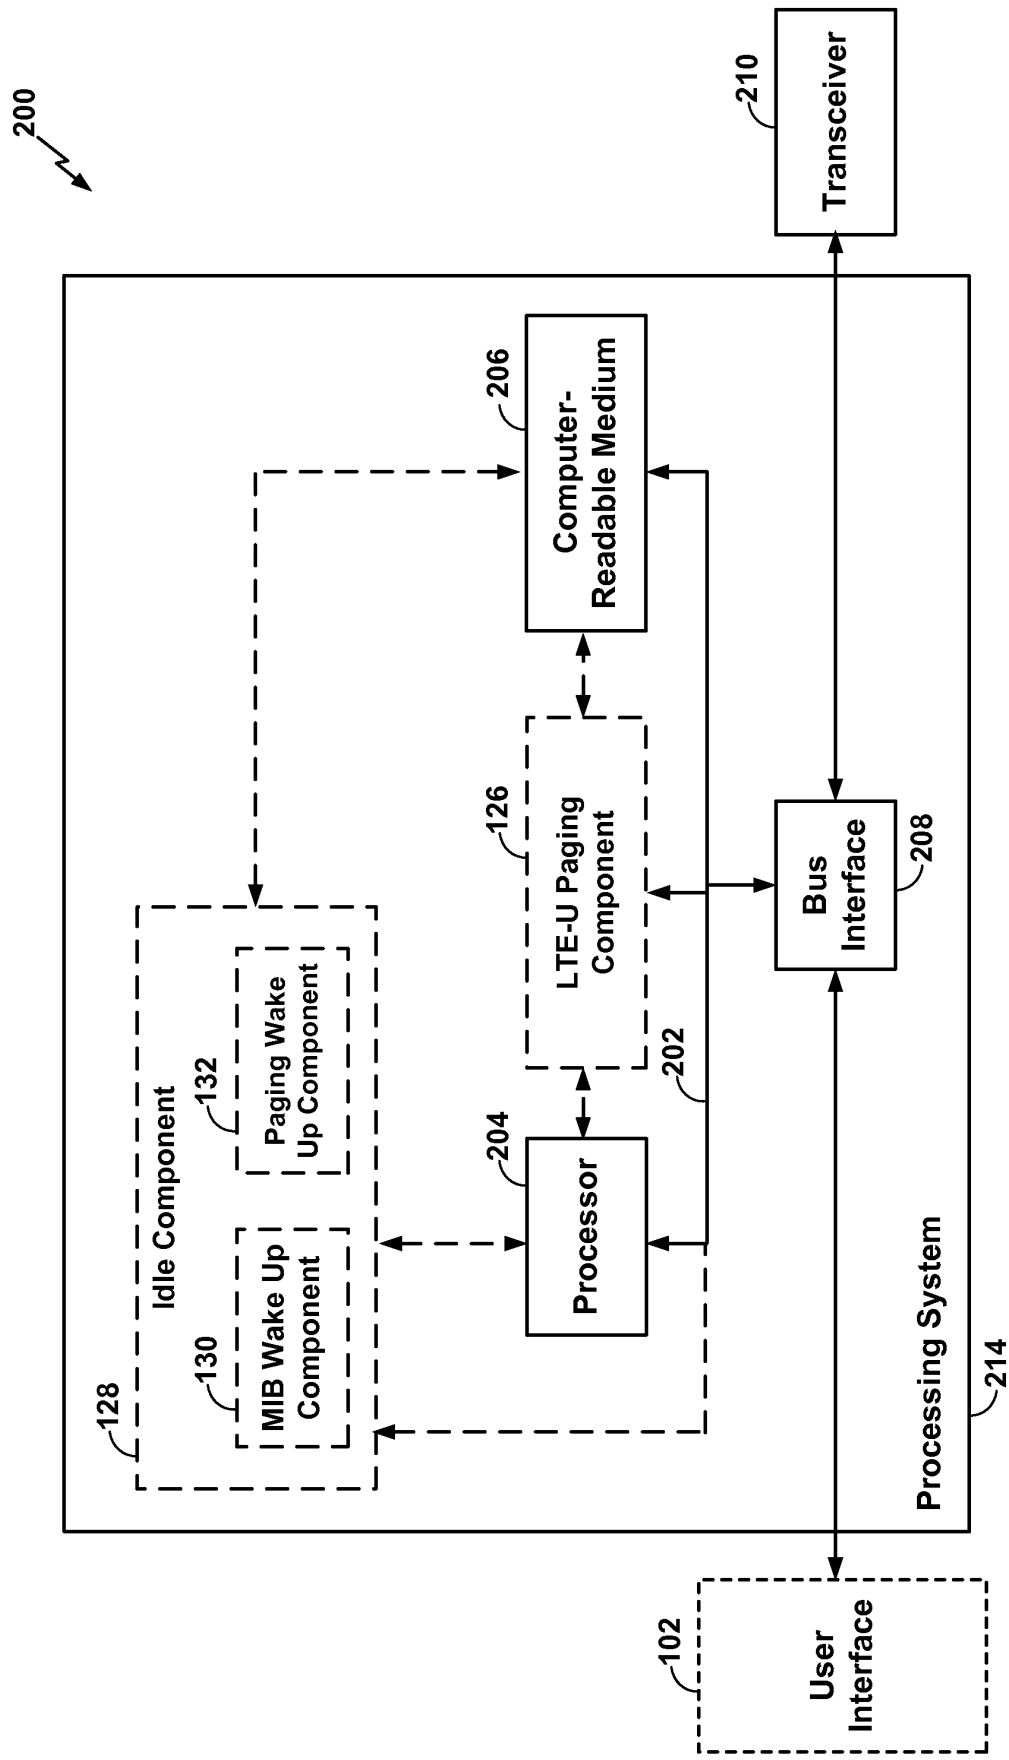 200
128
Idle Component
130
MIB Wake Up
Component
132
Paging Wake
Up Component
204
Processor
126
LTE-U Paging
Component
206
Computer-
Readable Medium
202
102
User
Interface
Bus
Interface
208
210
Transceiver
Processing System
214